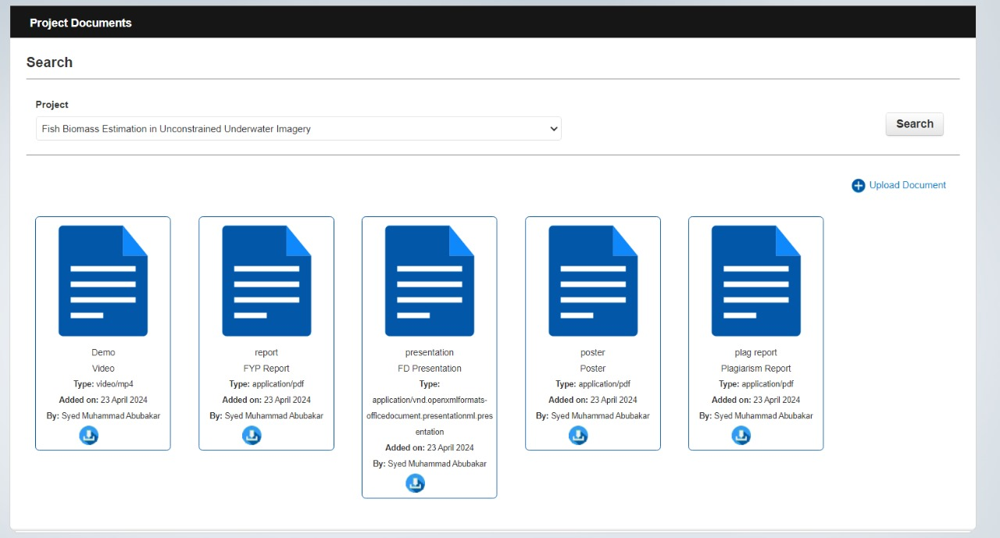 Project Documents
Search
Project
Fish Biomass Estimation in Unconstrained Underwater Imagery
Search
Upload Document
Demo
Video
Type: video/mp4
Added on: 23 April 2024
By: Syed Muhammad Abubakar
report
FYP Report
Type: application/pdf
Added on: 23 April 2024
By: Syed Muhammad Abubakar
presentation
FD Presentation
Type:
application/vnd.openxmlformats-
officedocument.presentationml.pres
entation
Added on: 23 April 2024
By: Syed Muhammad Abubakar
poster
Poster
Type: application/pdf
Added on: 23 April 2024
By: Syed Muhammad Abubakar
plag report
Plagiarism Report
Type: application/pdf
Added on: 23 April 2024
By: Syed Muhammad Abubakar